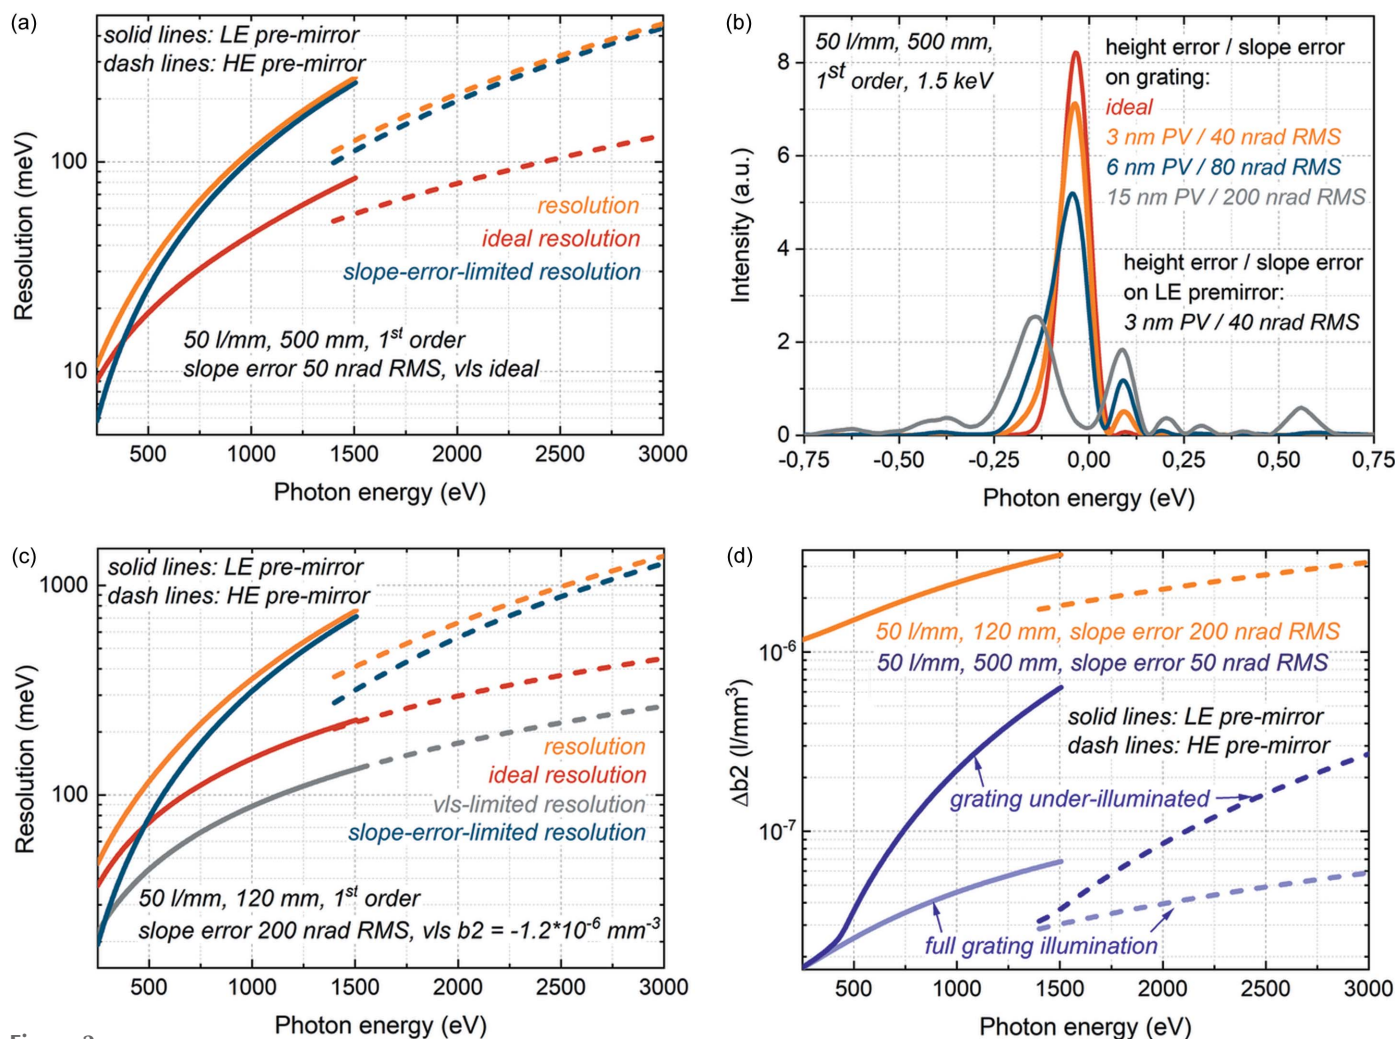 (a)
solid lines: LE pre-mirror
dash lines: HE pre-mirror
Resolution (meV)
100
10
resolution
ideal resolution
slope-error-limited resolution
50 l/mm, 500 mm, 1st order
slope error 50 nrad RMS, vls ideal
500 1000 1500 2000 2500 3000
Photon energy (eV)
(b)
50 l/mm, 500 mm,
1st order, 1.5 keV
height error / slope error
on grating:
ideal
3 nm PV / 40 nrad RMS
6 nm PV / 80 nrad RMS
15 nm PV / 200 nrad RMS
height error / slope error
on LE premirror:
3 nm PV / 40 nrad RMS
Intensity (a.u.)
8
6
4
2
0
-0,75 -0,50 -0,25 0,00 0,25 0,50 0,75
Photon energy (eV)
(c)
solid lines: LE pre-mirror
dash lines: HE pre-mirror
Resolution (meV)
1000
100
resolution
ideal resolution
vls-limited resolution
slope-error-limited resolution
50 l/mm, 120 mm, 1st order
slope error 200 nrad RMS, vls b2 = -1.2*10-6 mm-3
500 1000 1500 2000 2500 3000
Photon energy (eV)
(d)
50 l/mm, 120 mm, slope error 200 nrad RMS
50 l/mm, 500 mm, slope error 50 nrad RMS
solid lines: LE pre-mirror
dash lines: HE pre-mirror
Δb2 (l/mm3)
10-6
10-7
grating under-illuminated
full grating illumination
500 1000 1500 2000 2500 3000
Photon energy (eV)